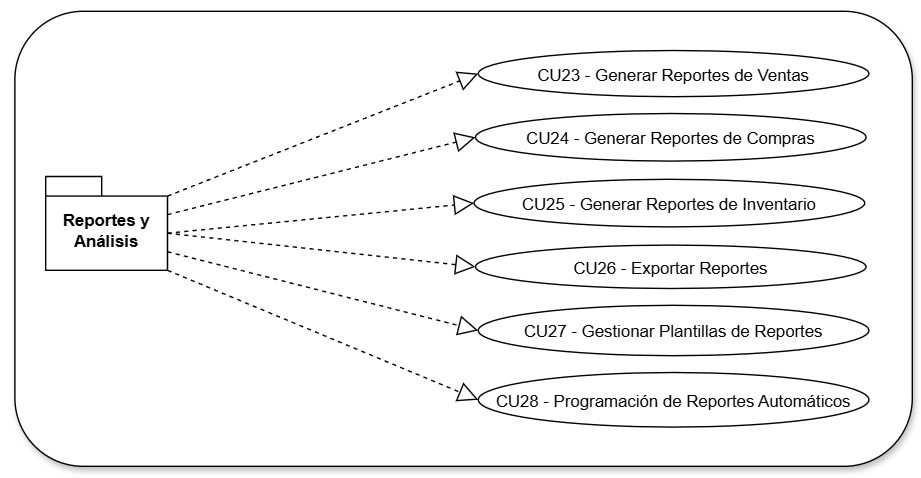 Reportes y
Análisis
CU23 - Generar Reportes de Ventas
CU24 - Generar Reportes de Compras
CU25 - Generar Reportes de Inventario
CU26 - Exportar Reportes
CU27 - Gestionar Plantillas de Reportes
CU28 - Programación de Reportes Automáticos